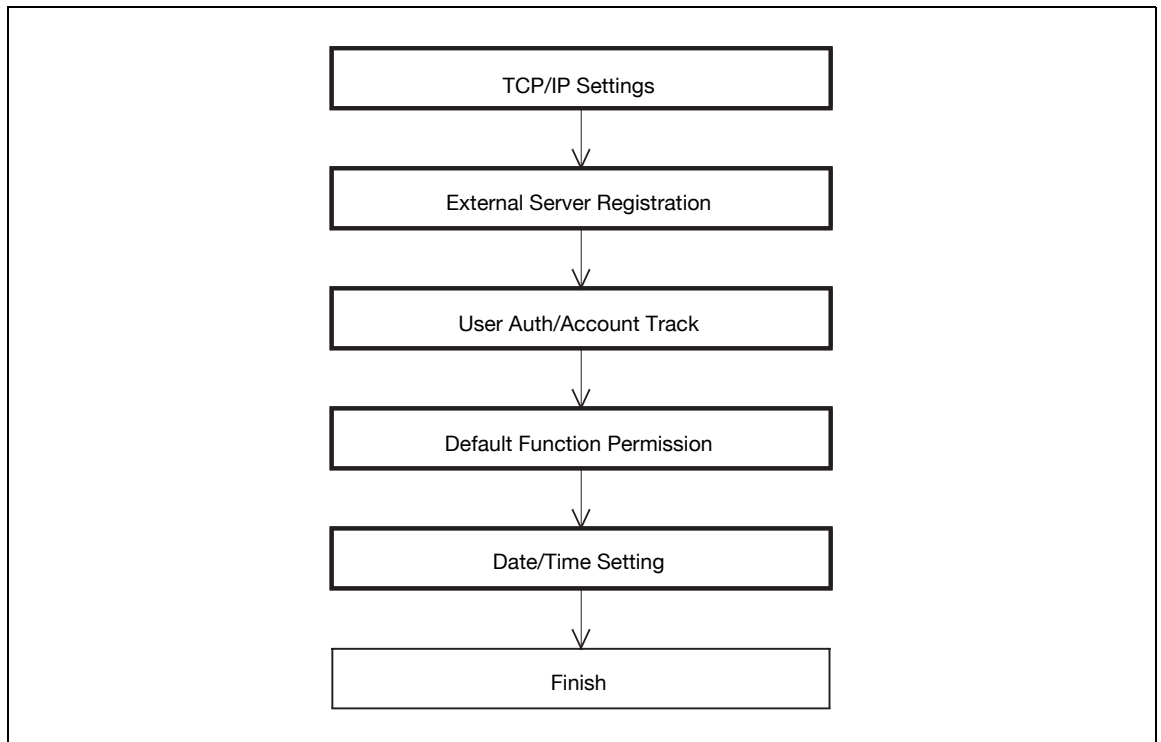 TCP/IP Settings
External Server Registration
User Auth/Account Track
Default Function Permission
Date/Time Setting
Finish